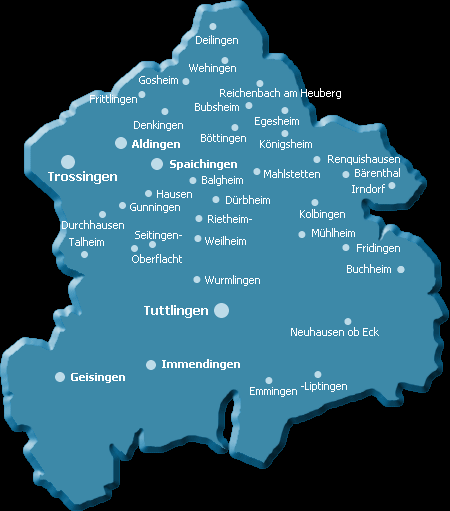 Deilingen
Wehingen
Gosheim
Reichenbach am Heuberg
Frittlingen
Bubsheim
Egesheim
Denkingen
Böttingen
Königsheim
Aldingen
Spaichingen
Renquishausen
Trossingen
Balgheim
Mahlstetten
Bärenthal
Irndorf
Hausen
Dürbheim
Gunningen
Kolbingen
Durchhausen
Rietheim-
Talheim
Seitingen-
Weilheim
Mühlheim
Oberflacht
Fridingen
Buchheim
Wurmlingen
Tuttlingen
Neuhausen ob Eck
Immendingen
Geisingen
Emmingen
-Liptingen